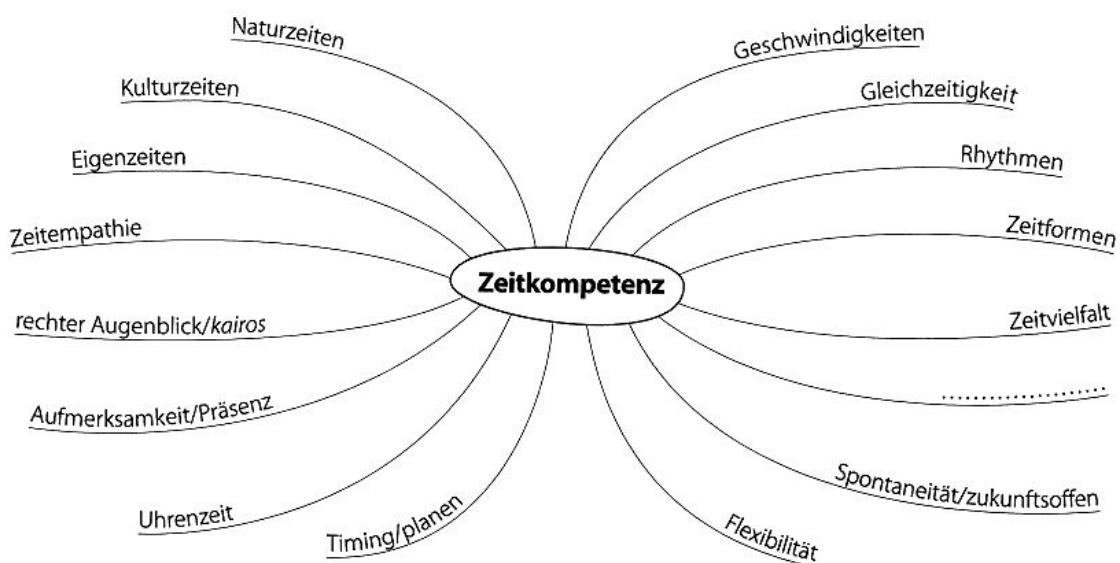 Naturzeiten
Kulturzeiten
Eigenzeiten
Zeitempathie
rechter Augenblick/kairos
Aufmerksamkeit/Präsenz
Uhrenzeit
Timing/planen
Zeitkompetenz
Geschwindigkeiten
Gleichzeitigkeit
Rhythmen
Zeitformen
Zeitvielfalt
...................
Spontaneität/zukunftsoffen
Flexibilität